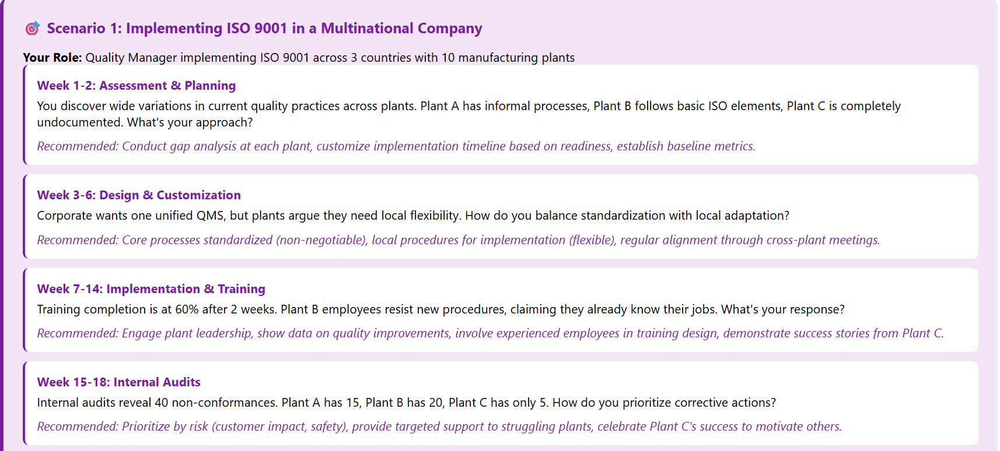 🎯 Scenario 1: Implementing ISO 9001 in a Multinational Company
Your Role: Quality Manager implementing ISO 9001 across 3 countries with 10 manufacturing plants
Week 1-2: Assessment & Planning
You discover wide variations in current quality practices across plants. Plant A has informal processes, Plant B follows basic ISO elements, Plant C is completely
undocumented. What's your approach?
Recommended: Conduct gap analysis at each plant, customize implementation timeline based on readiness, establish baseline metrics.
Week 3-6: Design & Customization
Corporate wants one unified QMS, but plants argue they need local flexibility. How do you balance standardization with local adaptation?
Recommended: Core processes standardized (non-negotiable), local procedures for implementation (flexible), regular alignment through cross-plant meetings.
Week 7-14: Implementation & Training
Training completion is at 60% after 2 weeks. Plant B employees resist new procedures, claiming they already know their jobs. What's your response?
Recommended: Engage plant leadership, show data on quality improvements, involve experienced employees in training design, demonstrate success stories from Plant C.
Week 15-18: Internal Audits
Internal audits reveal 40 non-conformances. Plant A has 15, Plant B has 20, Plant C has only 5. How do you prioritize corrective actions?
Recommended: Prioritize by risk (customer impact, safety), provide targeted support to struggling plants, celebrate Plant C's success to motivate others.